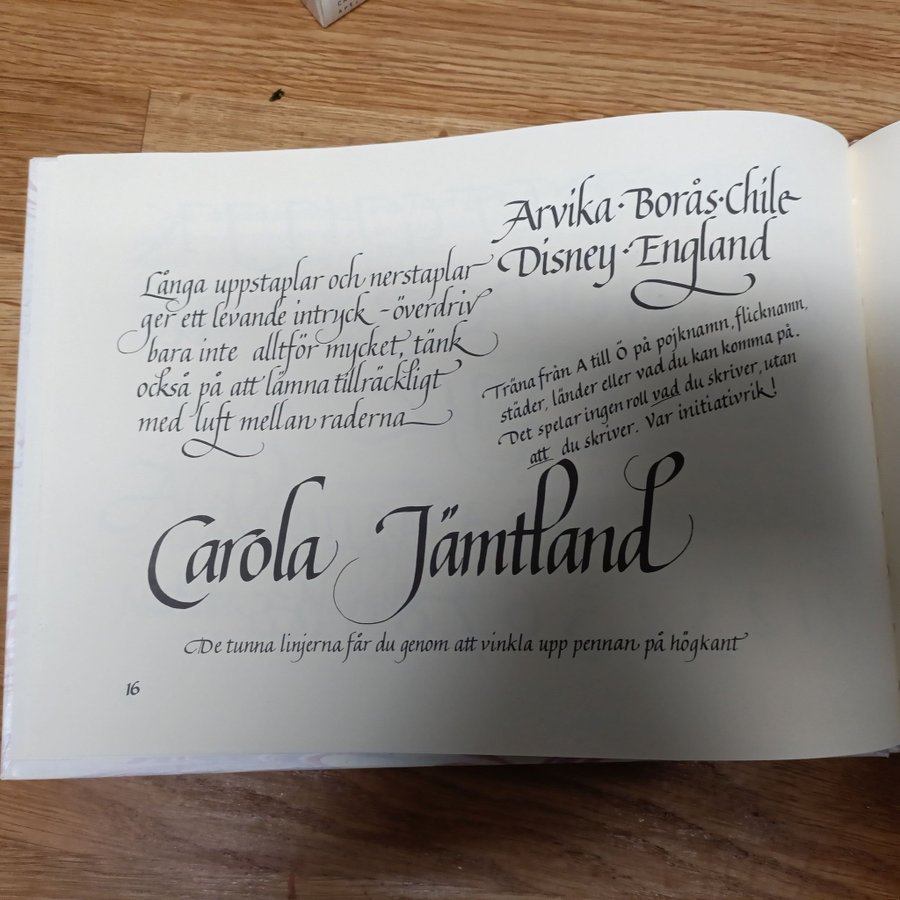 Arvika·Borås·Chile
Disney·England
Långa uppstaplar och nerstaplar
ger ett levande intryck - överdriv
bara inte alltför mycket, tänk
också på att lämna tillräckligt
med luft mellan raderna
Träna från A till Ö på pojknamn, flicknamn,
städer, länder eller vad du kan komma på.
Det spelar ingen roll vad du skriver, utan
att du skriver. Var initiativrik!
Carola Jämtland
De tunna linjerna får du genom att vinkla upp pennan på högkant
16